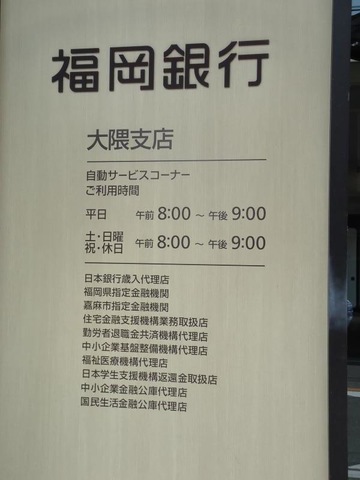 福岡銀行
大隈支店
自動サービスコーナー
ご利用時間
平日 午前 8:00 ～ 午後 9:00
土・日曜
祝・休日 午前 8:00 ～ 午後 9:00
日本銀行歳入代理店
福岡県指定金融機関
嘉麻市指定金融機関
住宅金融支援機構業務取扱店
勤労者退職金共済機構代理店
中小企業基盤整備機構代理店
福祉医療機構代理店
日本学生支援機構返還金取扱店
中小企業金融公庫代理店
国民生活金融公庫代理店